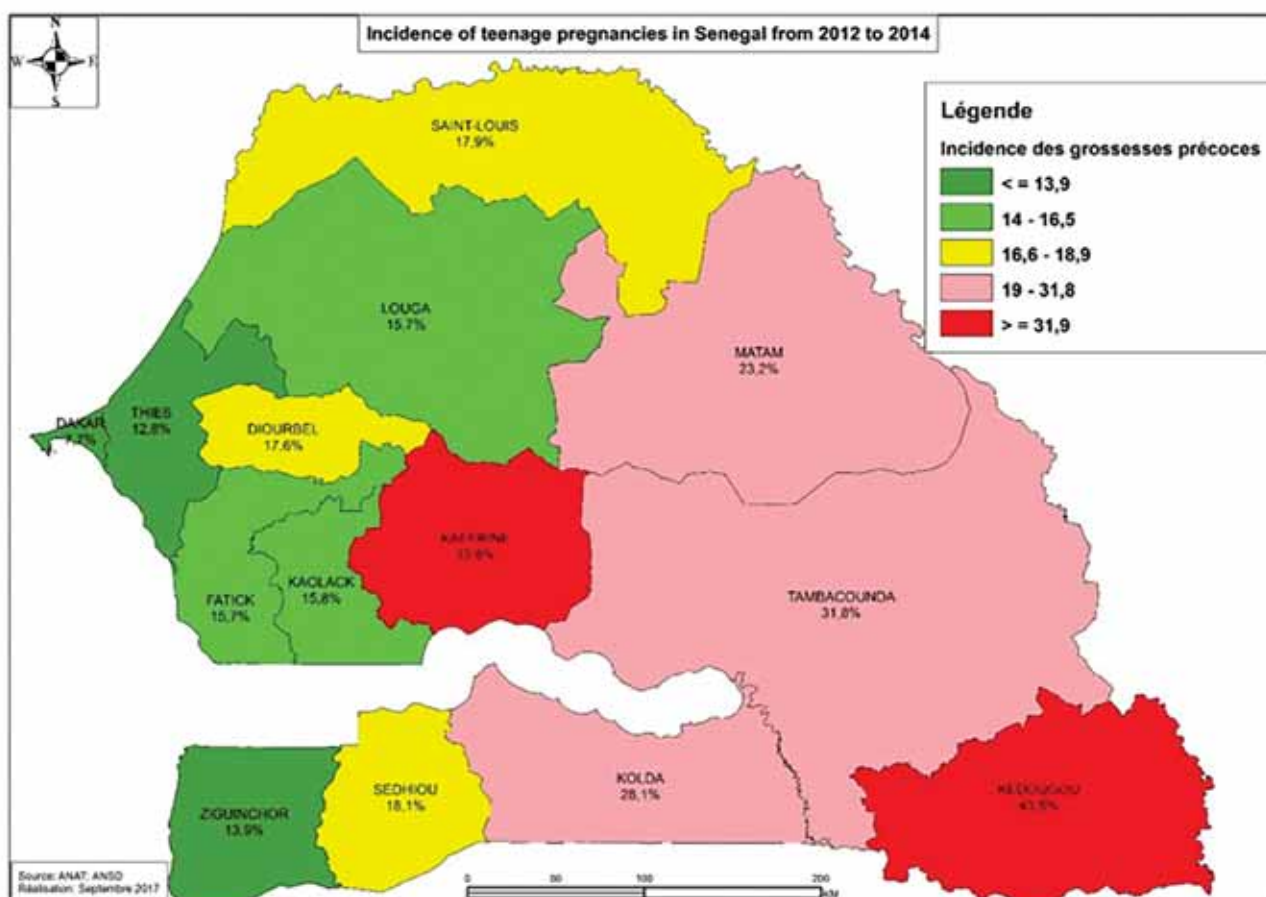 Incidence of teenage pregnancies in Senegal from 2012 to 2014
N
W E
S
Légende
Incidence des grossesses précoces
< = 13,9
14 - 16,5
16,6 - 18,9
19 - 31,8
> = 31,9
SAINT-LOUIS
17,9%
LOUGA
15,7%
MATAM
23,2%
DAKAR
7,7%
THIES
12,8%
DIOURBEL
17,6%
KAFFRINE
FATICK
15,7%
KAOLACK
15,8%
TAMBACOUNDA
31,8%
ZIGUINCHOR
13,9%
SEDHIOU
18,1%
KOLDA
28,1%
KEDOUGOU
Source: ANAT; ANSD
Réalisation: Septembre 2017
0 50 100 200
KM